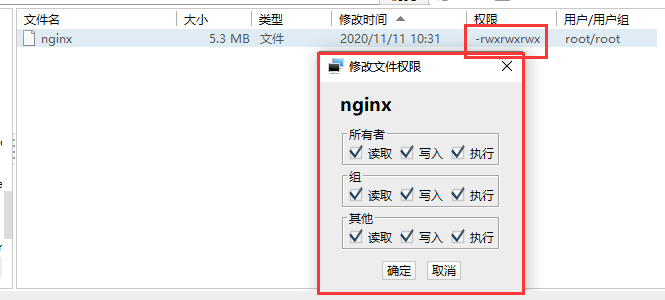 文件名 大小 类型 修改时间 权限 用户/用户组
nginx 5.3 MB 文件 2020/11/11 10:31 -rwxrwxrwx root/root
修改文件权限
nginx
所有者
读取 写入 执行
组
读取 写入 执行
其他
读取 写入 执行
确定 取消